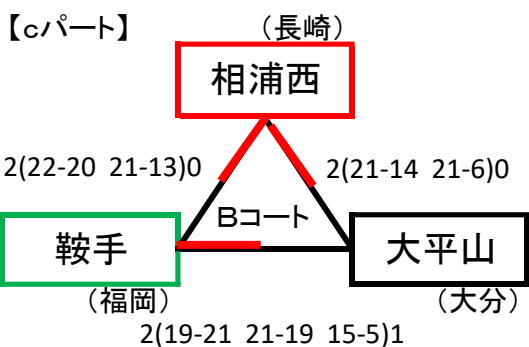 【cパート】 （長崎）
相浦西
2(22-20 21-13)0 2(21-14 21-6)0
Bコート
鞍手 大平山
（福岡） （大分）
2(19-21 21-19 15-5)1